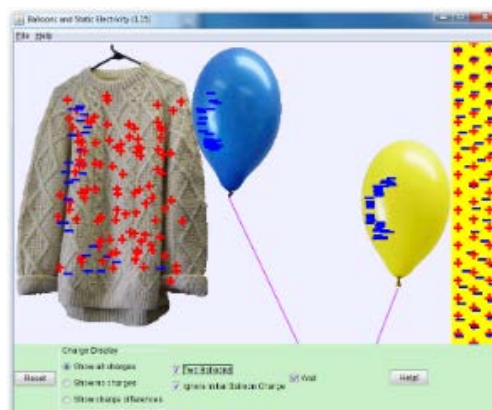 Balloons and Static Electricity (1.15)
File Help
Charge Display
Show all charges
Show no charges
Show charge differences
Two Balloons
Ignore Initial Balloon Charge
Wall
Reset
Help!